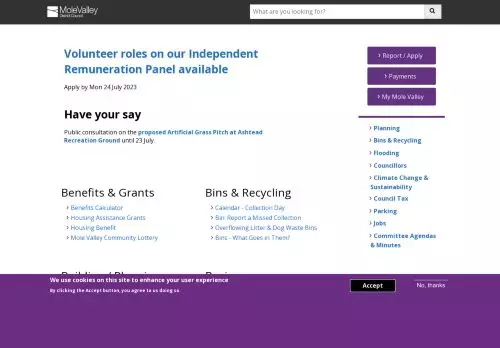 MoleValley
District Council
What are you looking for?
Volunteer roles on our Independent
Remuneration Panel available
Apply by Mon 24 July 2023
Have your say
Public consultation on the proposed Artificial Grass Pitch at Ashtead
Recreation Ground until 23 July.
Report / Apply
Payments
My Mole Valley
Planning
Bins & Recycling
Flooding
Councillors
Climate Change &
Sustainability
Council Tax
Parking
Jobs
Committee Agendas
& Minutes
Benefits & Grants
Benefits Calculator
Housing Assistance Grants
Housing Benefit
Mole Valley Community Lottery
Bins & Recycling
Calendar - Collection Day
Bin: Report a Missed Collection
Overflowing Litter & Dog Waste Bins
Bins - What Goes in Them?
We use cookies on this site to enhance your user experience
By clicking the Accept button, you agree to us doing so.
Accept
No, thanks